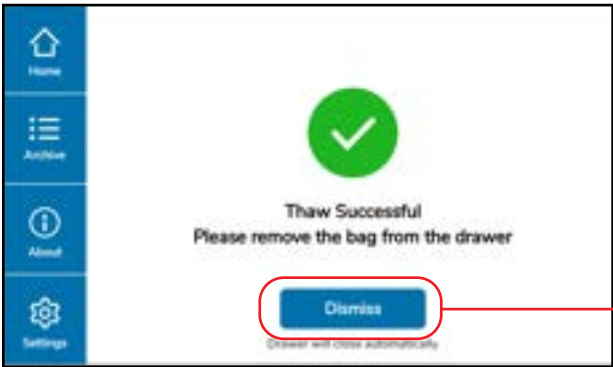 Home
Archive
About
Settings
Thaw Successful
Please remove the bag from the drawer
Dismiss
Drawer will close automatically